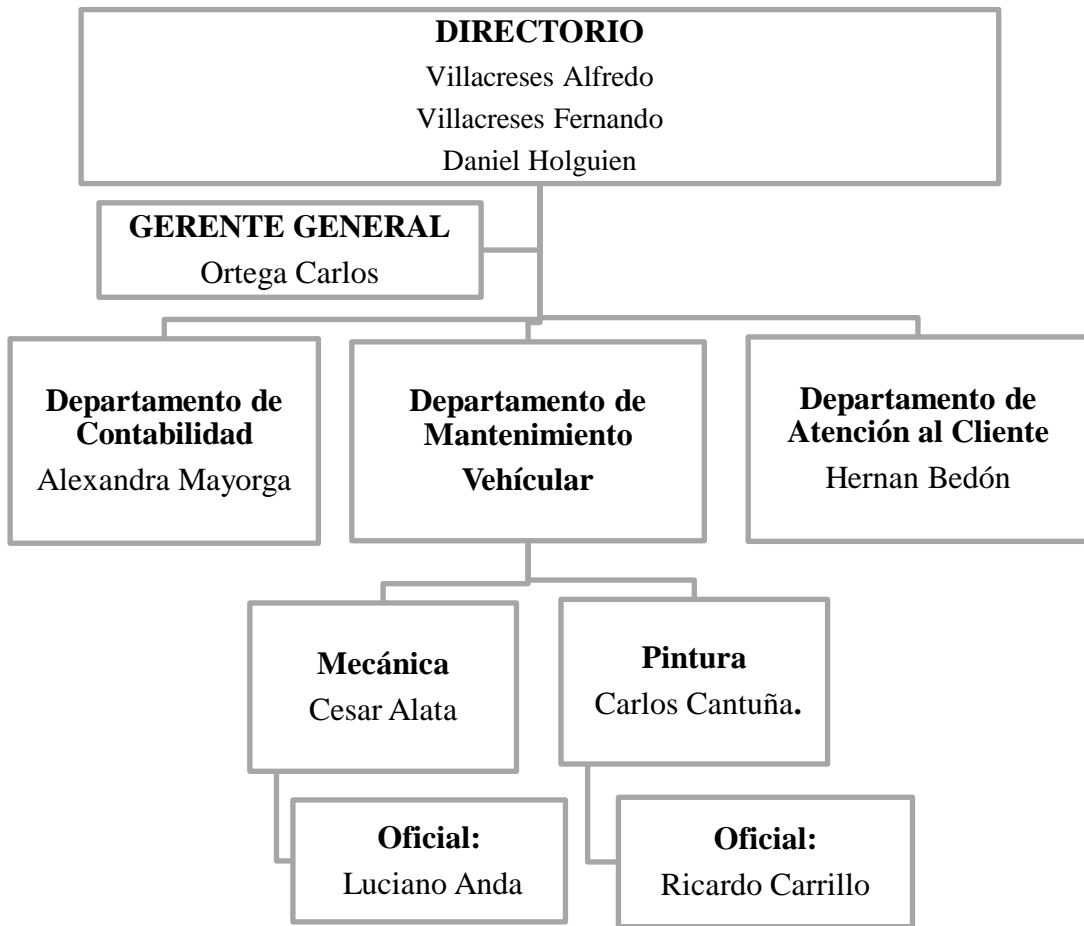 DIRECTORIO
Villacreses Alfredo
Villacreses Fernando
Daniel Holguien
GERENTE GENERAL
Ortega Carlos
Departamento de
Contabilidad
Alexandra Mayorga
Departamento de
Mantenimiento
Vehícular
Departamento de
Atención al Cliente
Hernan Bedón
Mecánica
Cesar Alata
Pintura
Carlos Cantuña.
Oficial:
Luciano Anda
Oficial:
Ricardo Carrillo